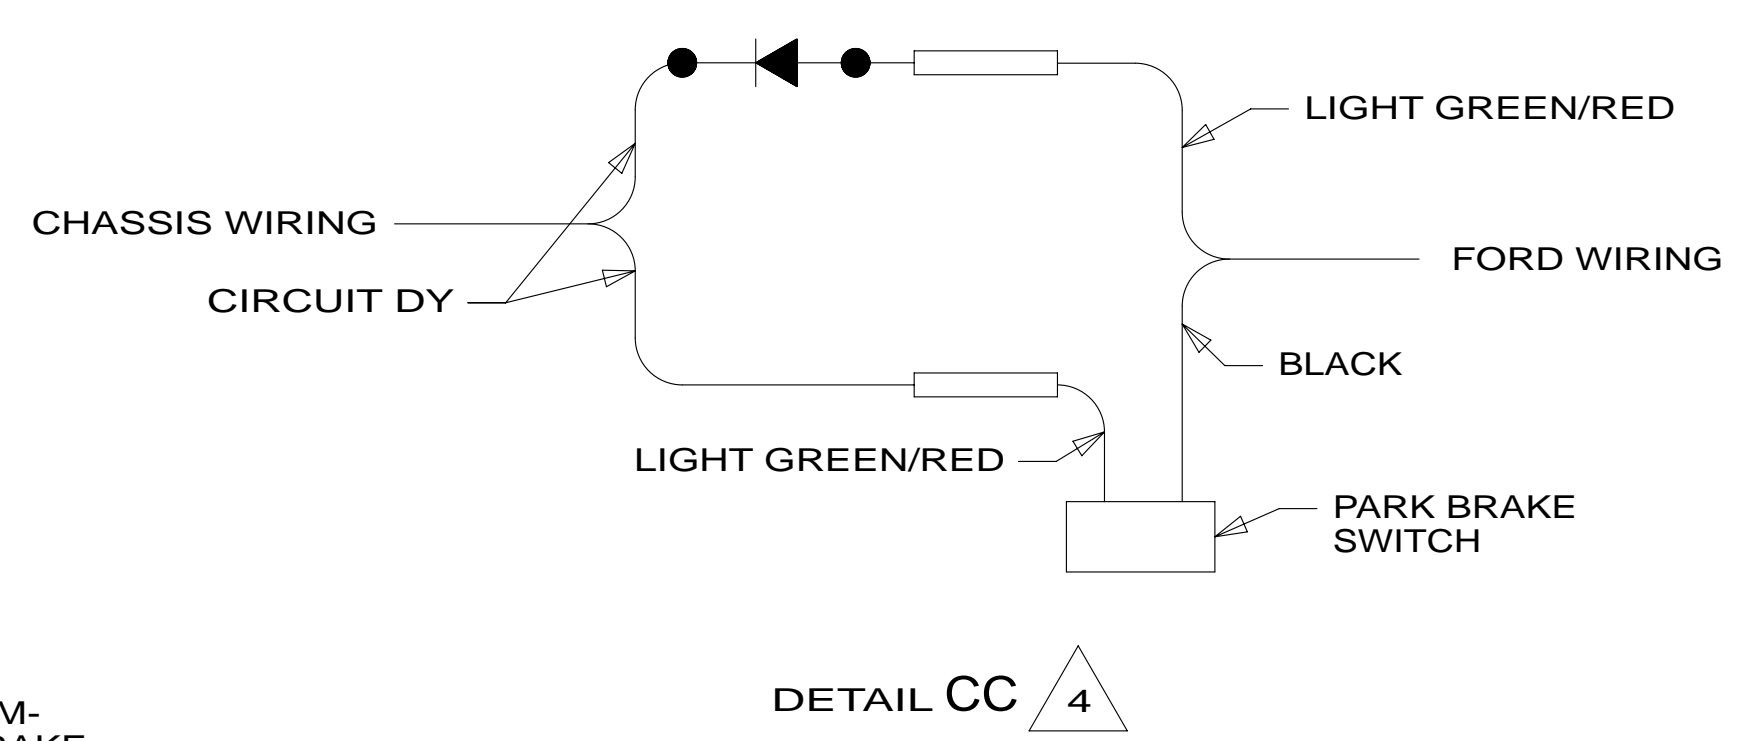 LIGHT GREEN/RED
CHASSIS WIRING
FORD WIRING
CIRCUIT DY
BLACK
LIGHT GREEN/RED
PARK BRAKE
SWITCH
DETAIL CC 4
M-